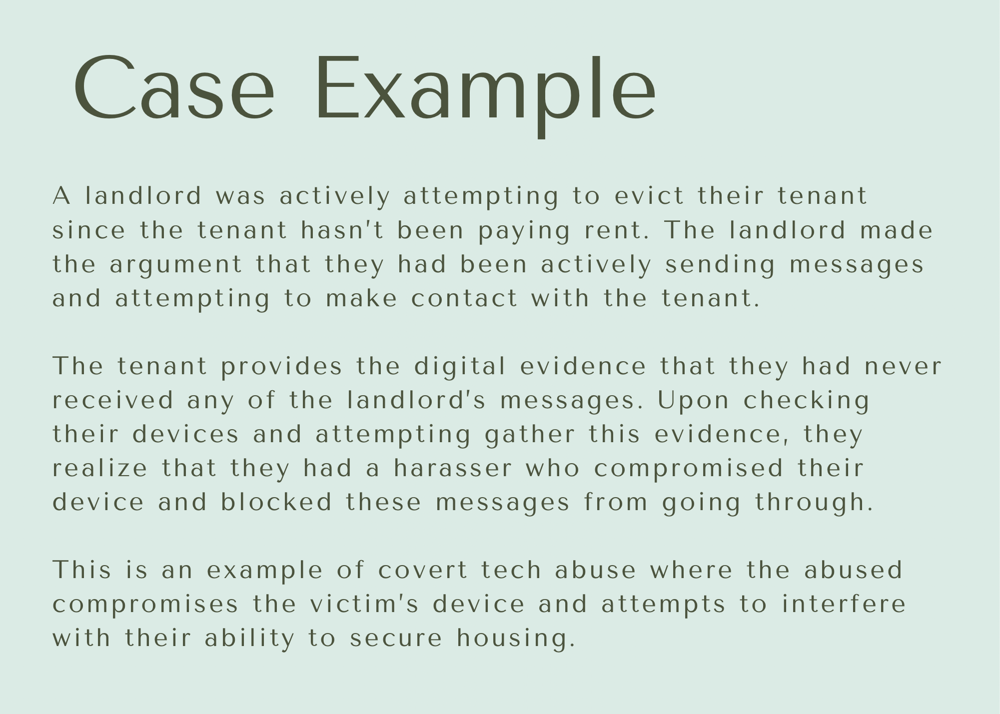 Case Example
A landlord was actively attempting to evict their tenant
since the tenant hasn't been paying rent. The landlord made
the argument that they had been actively sending messages
and attempting to make contact with the tenant.
The tenant provides the digital evidence that they had never
received any of the landlord's messages. Upon checking
their devices and attempting gather this evidence, they
realize that they had a harasser who compromised their
device and blocked these messages from going through.
This is an example of covert tech abuse where the abused
compromises the victim's device and attempts to interfere
with their ability to secure housing.